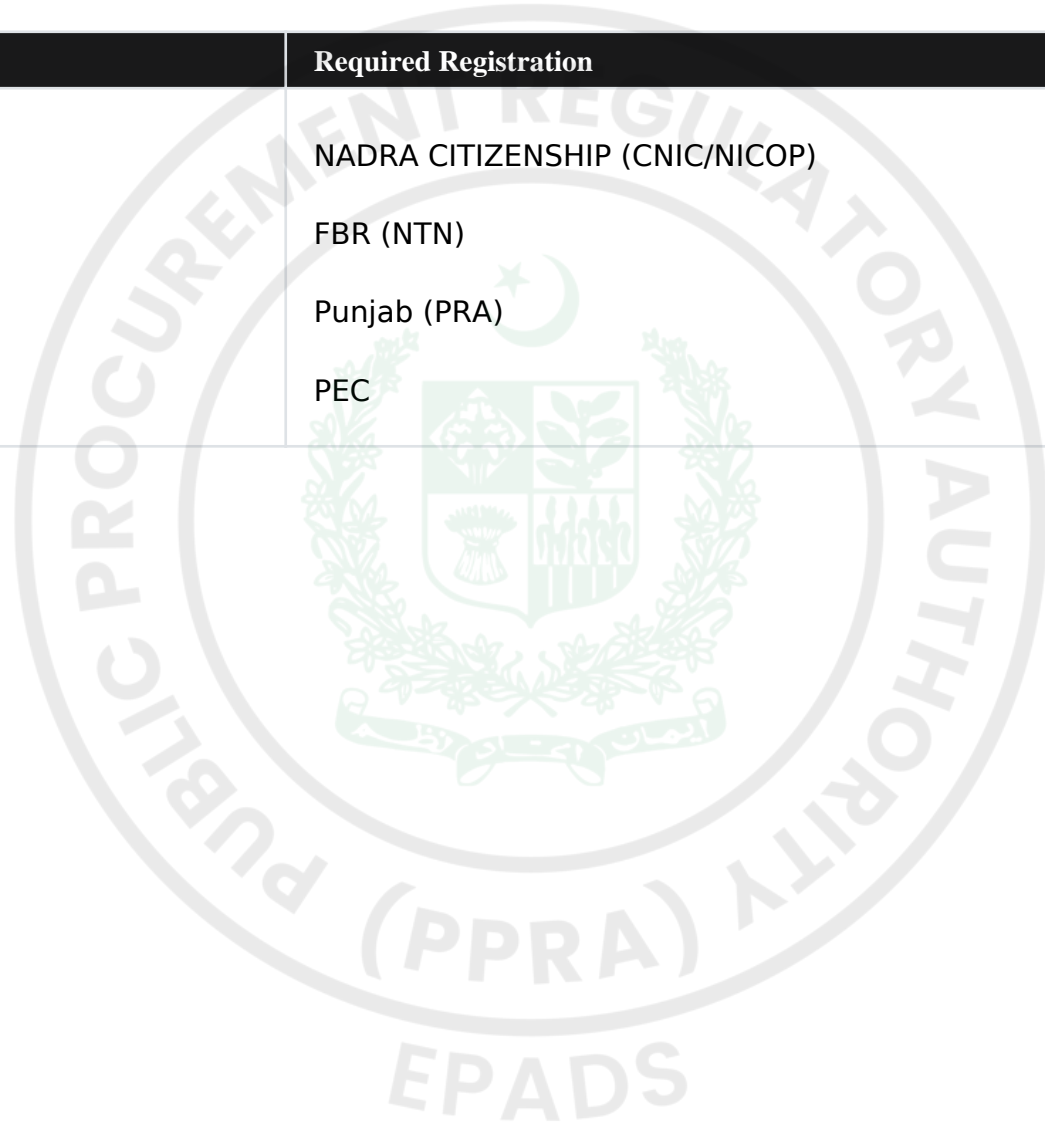 Required Registration
NADRA CITIZENSHIP (CNIC/NICOP)
FBR (NTN)
Punjab (PRA)
PEC
PUBLIC PROCUREMENT REGULATORY AUTHORITY
(PPRA)
EPADS